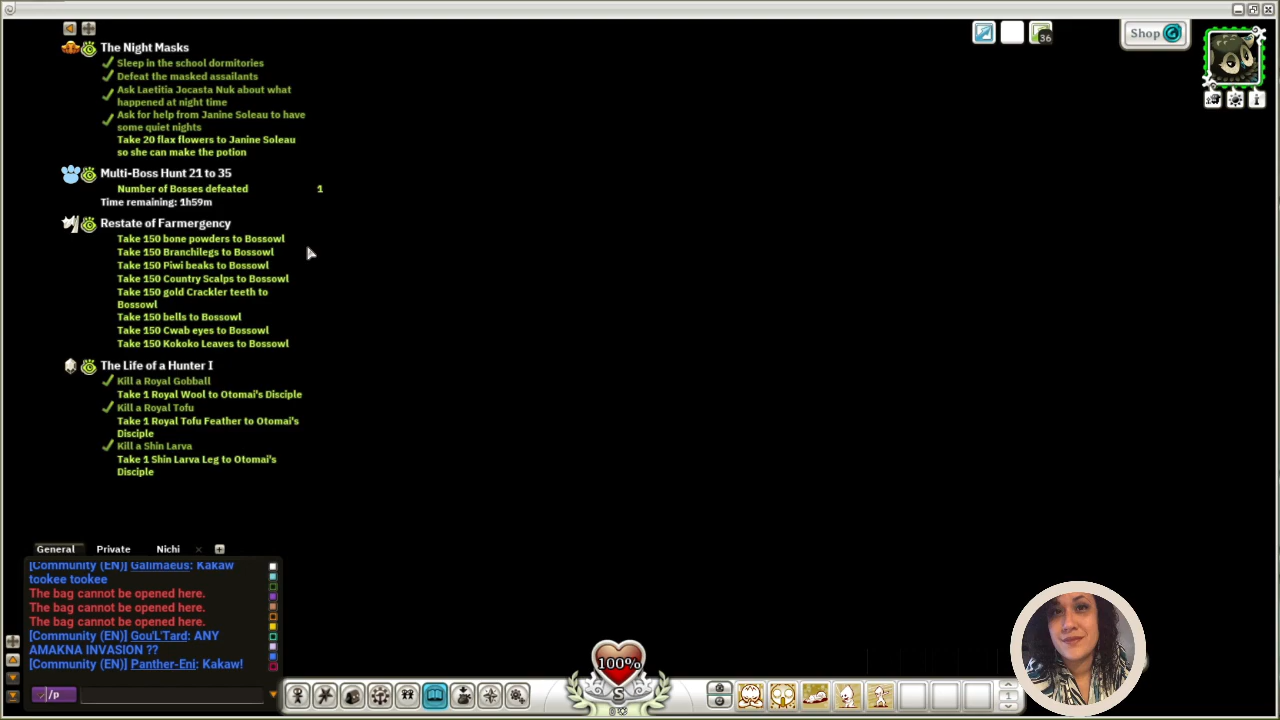 The Night Masks
Sleep in the school dormitories
Defeat the masked assailants
Ask Laetitia Jocasta Nuk about what
happened at night time
Ask for help from Janine Soleau to have
some quiet nights
Take 20 flax flowers to Janine Soleau
so she can make the potion
Multi-Boss Hunt 21 to 35
Number of Bosses defeated 1
Time remaining: 1h59m
Restate of Farmergency
Take 150 bone powders to Bossowl
Take 150 Branchilegs to Bossowl
Take 150 Piwi beaks to Bossowl
Take 150 Country Scalps to Bossowl
Take 150 gold Crackler teeth to
Bossowl
Take 150 bells to Bossowl
Take 150 Cwab eyes to Bossowl
Take 150 Kokoko Leaves to Bossowl
The Life of a Hunter I
Kill a Royal Gobball
Take 1 Royal Wool to Otomai's Disciple
Kill a Royal Tofu
Take 1 Royal Tofu Feather to Otomai's
Disciple
Kill a Shin Larva
Take 1 Shin Larva Leg to Otomai's
Disciple
36
Shop
General Private Nichi
[Community (EN)] Galimaeus: Kakaw
tookee tookee
The bag cannot be opened here.
The bag cannot be opened here.
The bag cannot be opened here.
[Community (EN)] Gou'L'Tard: ANY
AMAKNA INVASION ??
[Community (EN)] Panther-Eni: Kakaw!
/p
100%
1